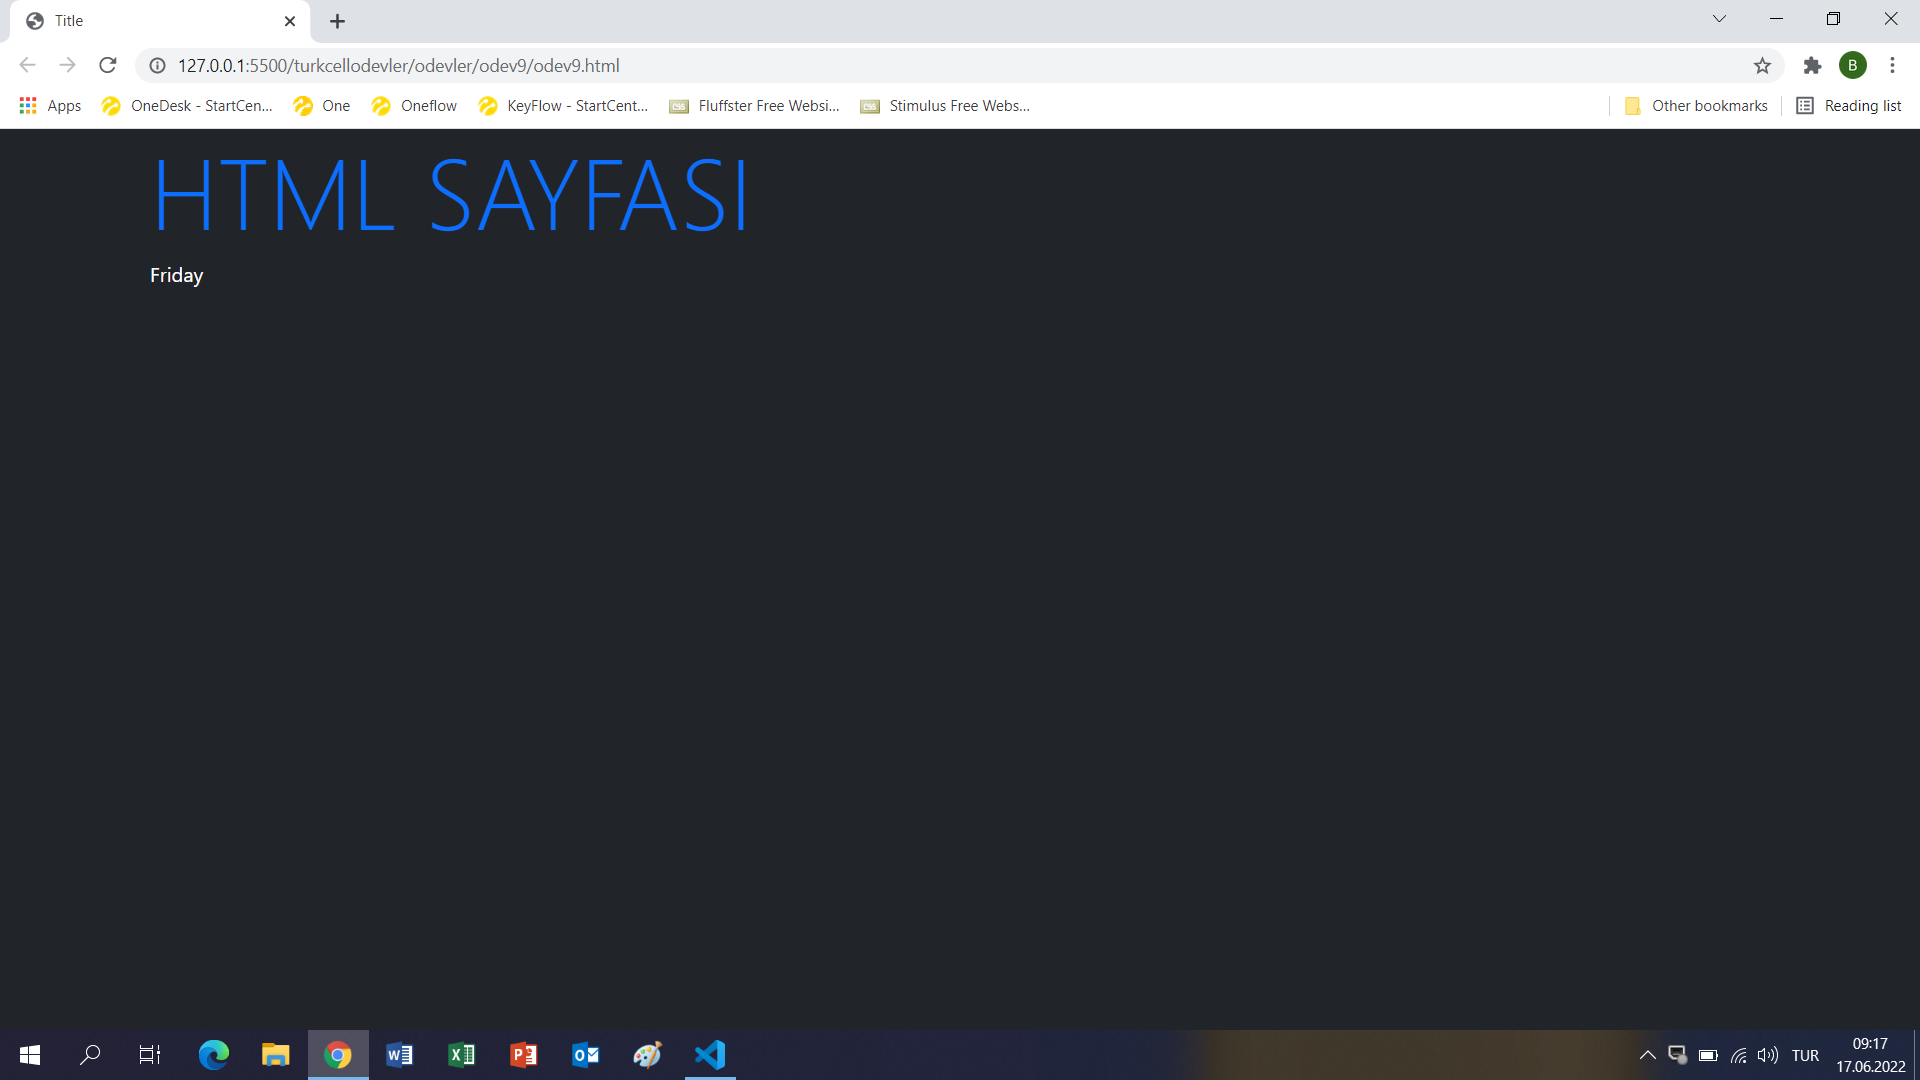 Title
127.0.0.1:5500/turkcellodevler/odevler/odev9/odev9.html
B
Apps
OneDesk - StartCen...
One
Oneflow
KeyFlow - StartCent...
Fluffster Free Websi...
Stimulus Free Webs...
Other bookmarks
Reading list
HTML SAYFASI
Friday
TUR
09:17
17.06.2022